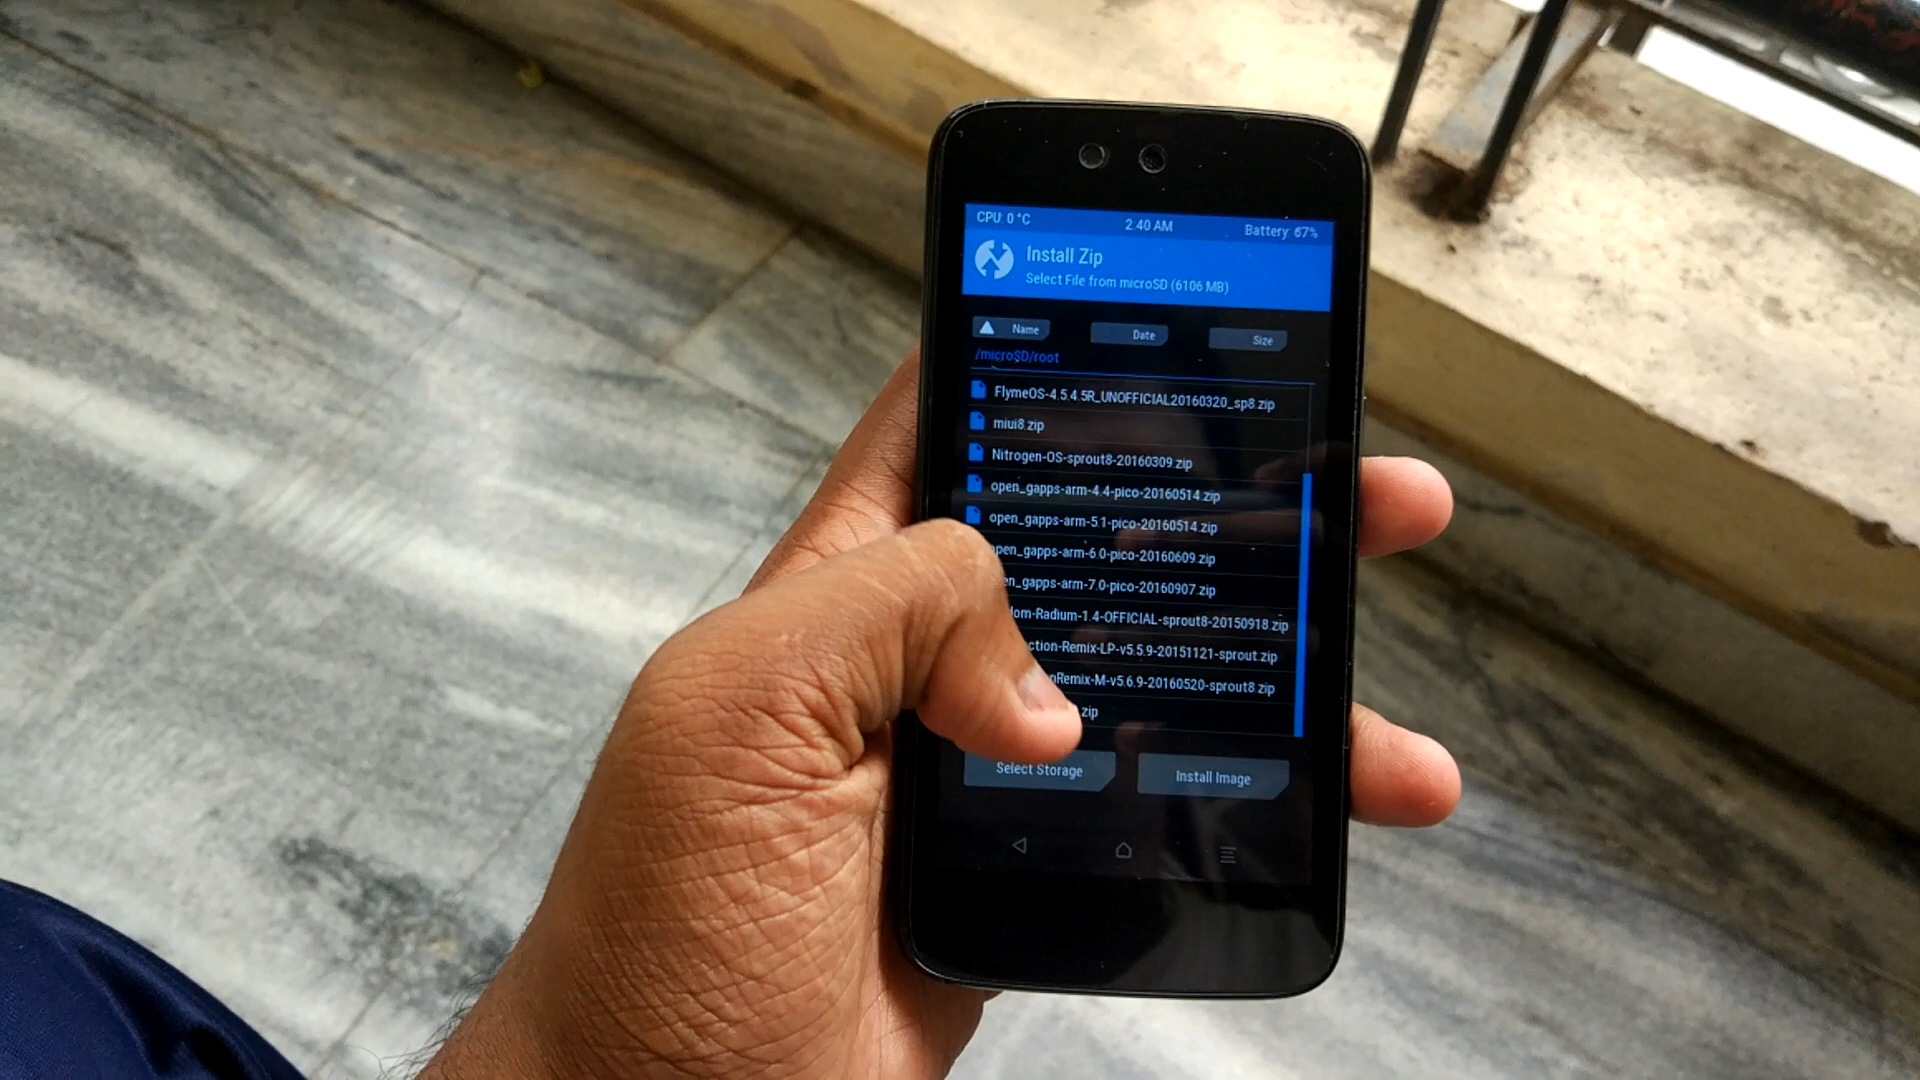 CPU: 0 °C 2:40 AM Battery: 67%
Install Zip
Select File from microSD (6106 MB)
Name Date Size
/microSD/root
FlymeOS-4.5.4.5R_UNOFFICIAL20160320_sp8.zip
miui8.zip
Nitrogen-OS-sprout8-20160309.zip
open_gapps-arm-4.4-pico-20160514.zip
open_gapps-arm-5.1-pico-20160514.zip
pen_gapps-arm-6.0-pico-20160609.zip
en_gapps-arm-7.0-pico-20160907.zip
dom-Radium-1.4-OFFICIAL-sprout8-20150918.zip
ction-Remix-LP-v5.5.9-20151121-sprout.zip
nRemix-M-v5.6.9-20160520-sprout8.zip
.zip
Select Storage Install Image